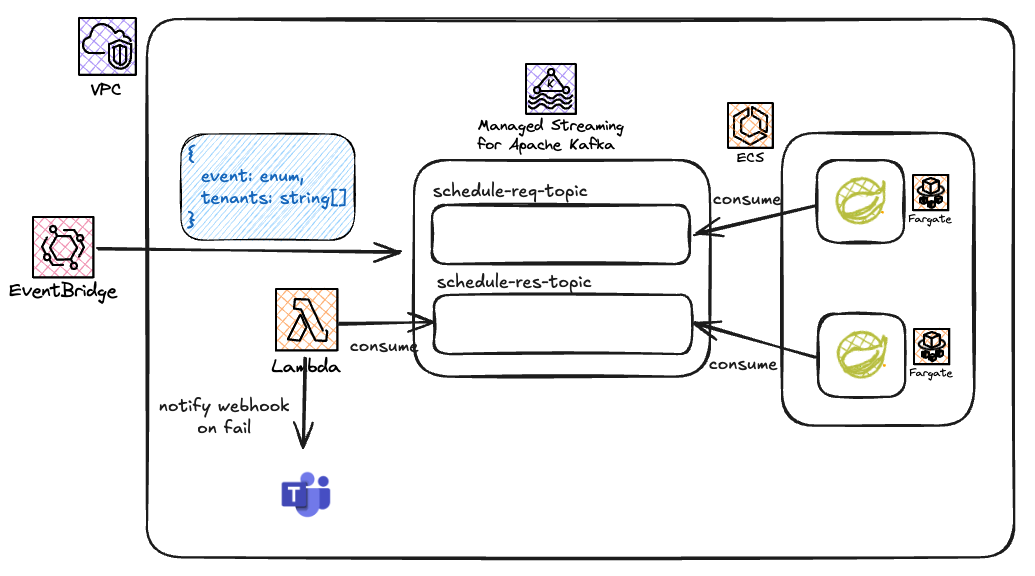 VPC
Managed Streaming
for Apache Kafka
ECS
{
event: enum,
tenants: string[]
}
schedule-req-topic
consume
Fargate
EventBridge
schedule-res-topic
Lambda
consume
consume
Fargate
notify webhook
on fail
T
K